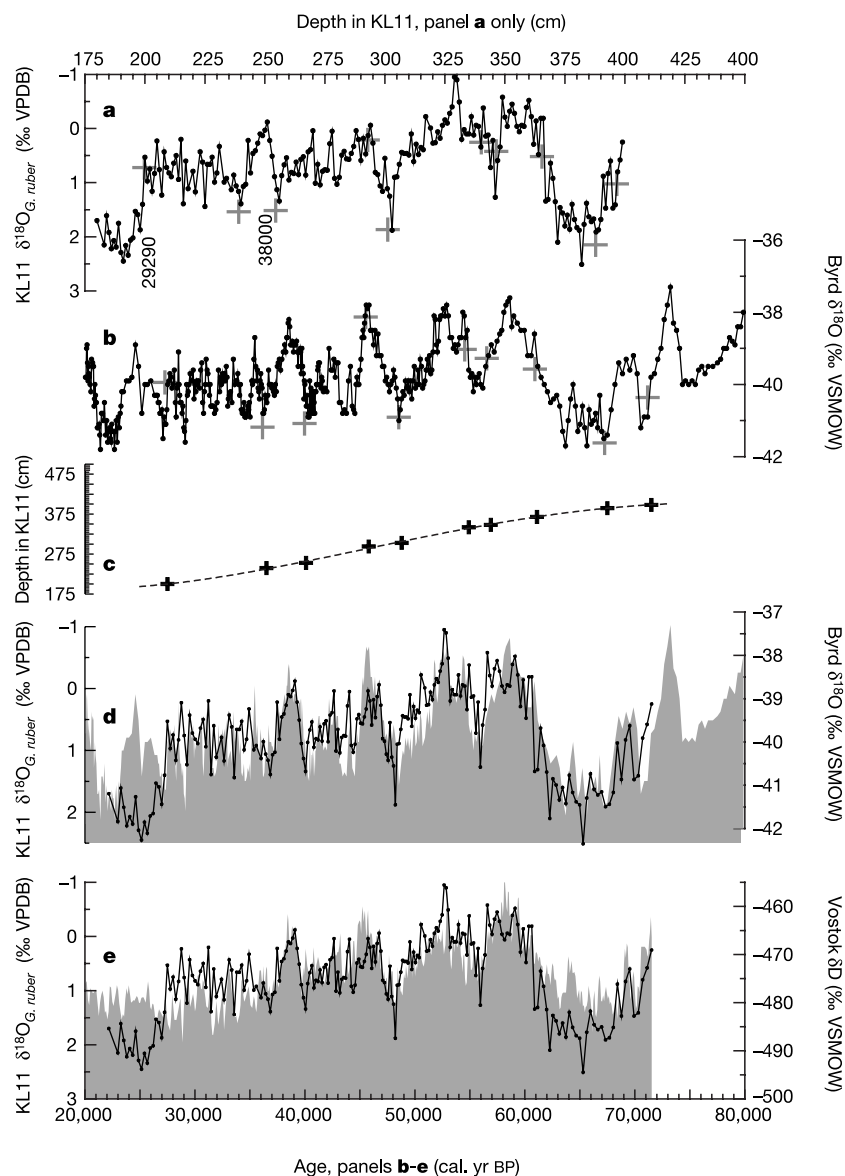 Depth in KL11, panel a only (cm)
175 200 225 250 275 300 325 350 375 400 425 400
a
KL11 δ¹⁸O G. ruber (‰ VPDB)
–1
0
1
2
3
29290
38000
b
Byrd δ¹⁸O (‰ VSMOW)
–36
–38
–40
–42
c
Depth in KL11 (cm)
475
375
275
175
d
KL11 δ¹⁸O G. ruber (‰ VPDB)
–1
0
1
2
Byrd δ¹⁸O (‰ VSMOW)
–37
–38
–39
–40
–41
–42
e
KL11 δ¹⁸O G. ruber (‰ VPDB)
–1
0
1
2
3
Vostok δD (‰ VSMOW)
–460
–470
–480
–490
–500
20,000 30,000 40,000 50,000 60,000 70,000 80,000
Age, panels b-e (cal. yr BP)